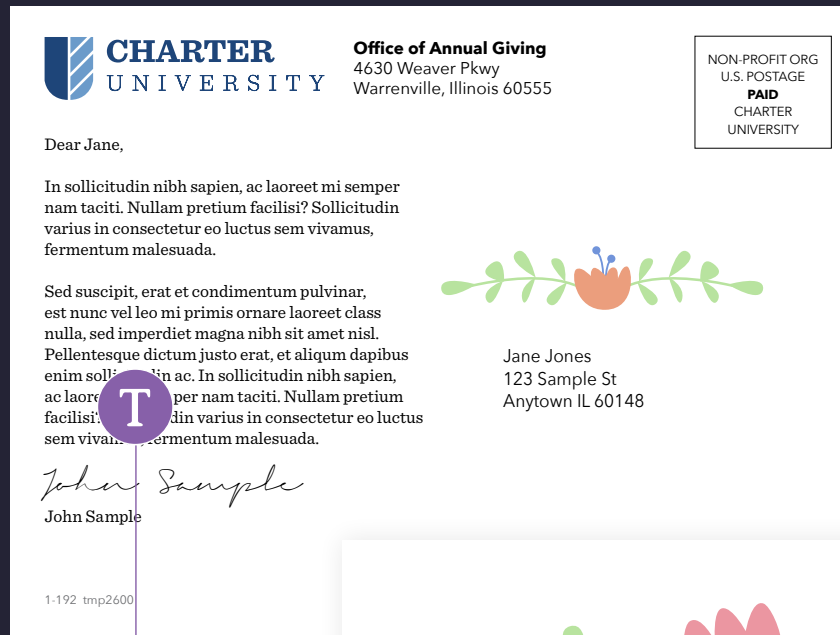 CHARTER
UNIVERSITY
Office of Annual Giving
4630 Weaver Pkwy
Warrenville, Illinois 60555
NON-PROFIT ORG
U.S. POSTAGE
PAID
CHARTER
UNIVERSITY
Dear Jane,
In sollicitudin nibh sapien, ac laoreet mi semper
nam taciti. Nullam pretium facilisi? Sollicitudin
varius in consectetur eo luctus sem vivamus,
fermentum malesuada.
Sed suscipit, erat et condimentum pulvinar,
est nunc vel leo mi primis ornare laoreet class
nulla, sed imperdiet magna nibh sit amet nisl.
Pellentesque dictum justo erat, et aliqum dapibus
enim in ac. In sollicitudin nibh sapien,
ac nam taciti. Nullam pretium
varius in consectetur eo luctus
sem fermentum malesuada.
T
John Sample
John Sample
Jane Jones
123 Sample St
Anytown IL 60148
1-192 tmp2600